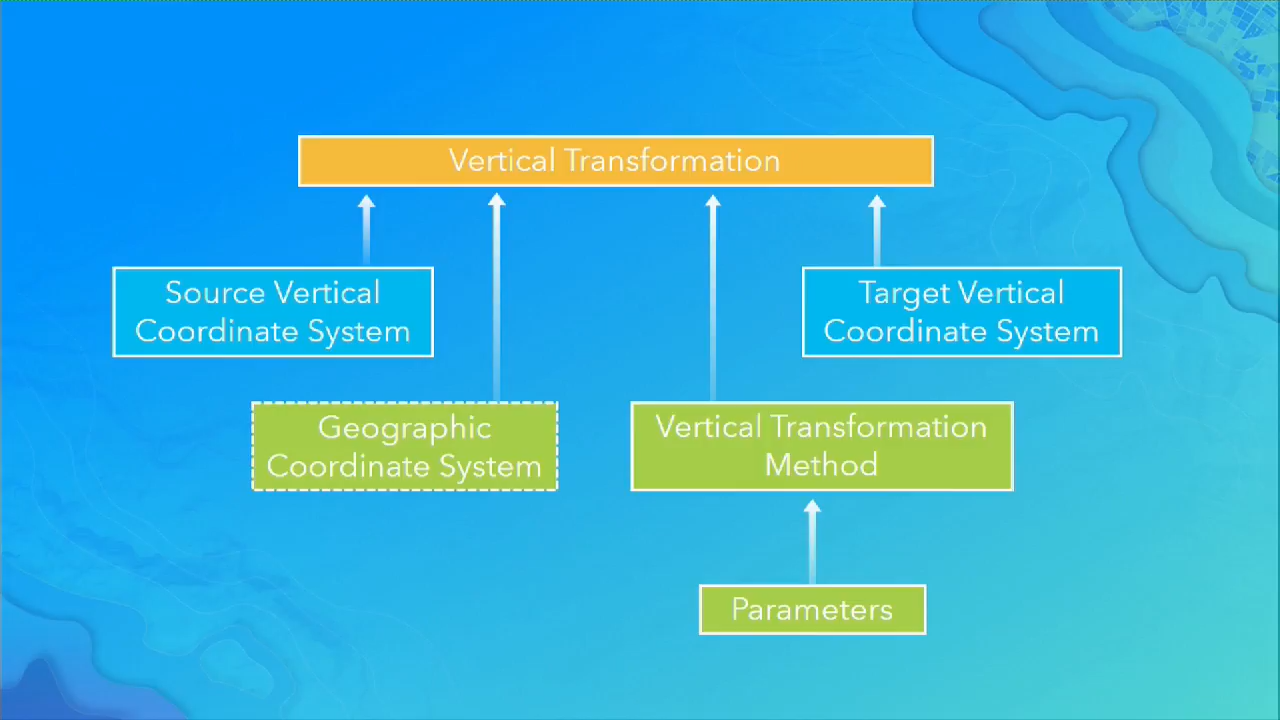 Vertical Transformation
Source Vertical
Coordinate System
Target Vertical
Coordinate System
Geographic
Coordinate System
Vertical Transformation
Method
Parameters